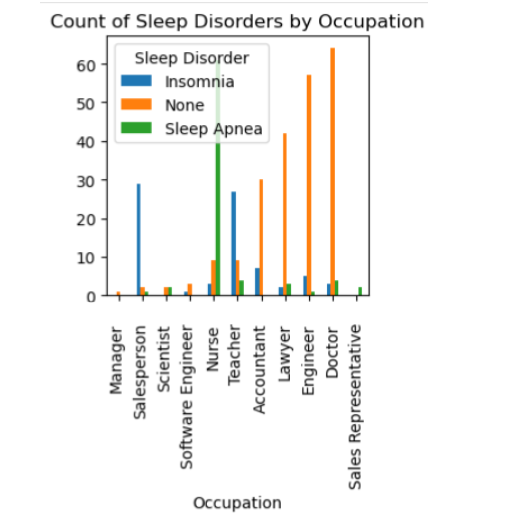 Count of Sleep Disorders by Occupation
Sleep Disorder
Insomnia
None
Sleep Apnea
60
50
40
30
20
10
0
Manager
Salesperson
Scientist
Software Engineer
Nurse
Teacher
Accountant
Lawyer
Engineer
Doctor
Sales Representative
Occupation